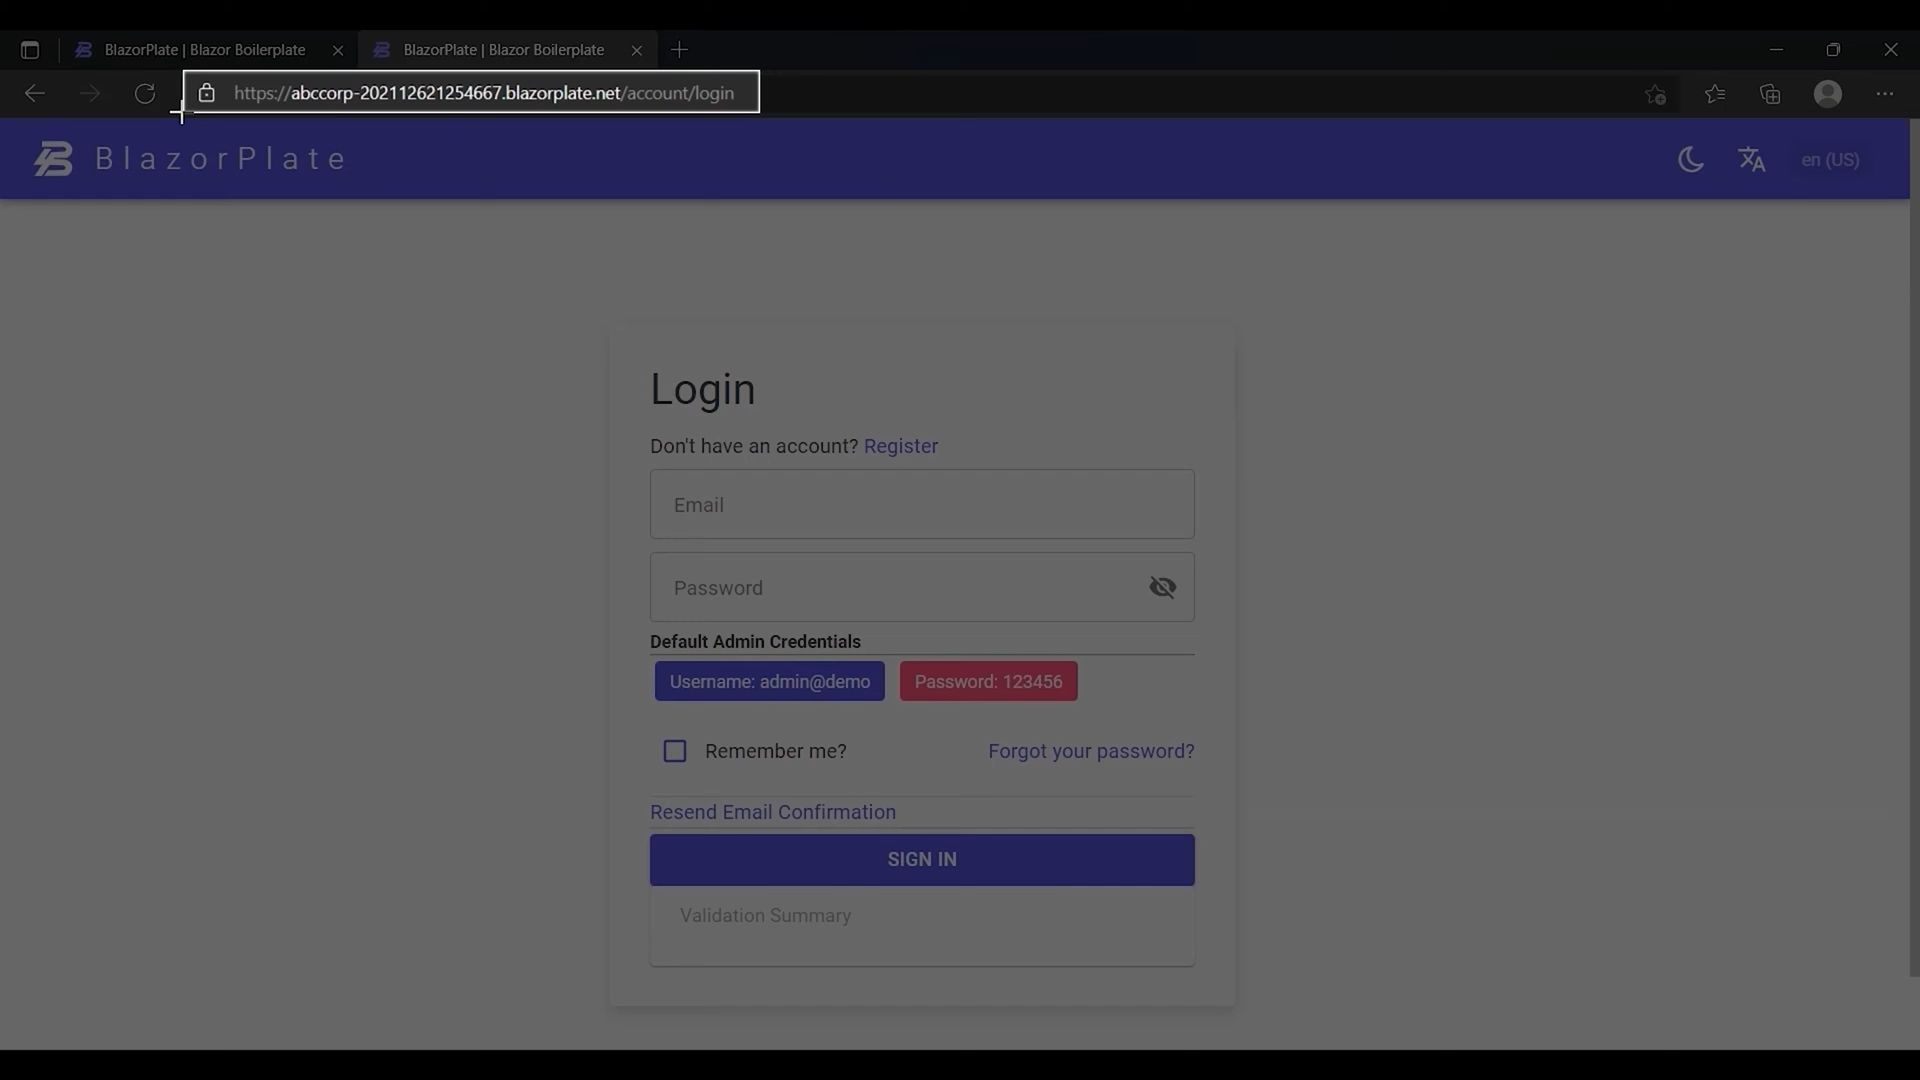 BlazorPlate | Blazor Boilerplate
BlazorPlate | Blazor Boilerplate
https://abccorp-202112621254667.blazorplate.net/account/login
BlazorPlate
en (US)
Login
Don't have an account? Register
Email
Password
Default Admin Credentials
Username: admin@demo
Password: 123456
Remember me?
Forgot your password?
Resend Email Confirmation
SIGN IN
Validation Summary